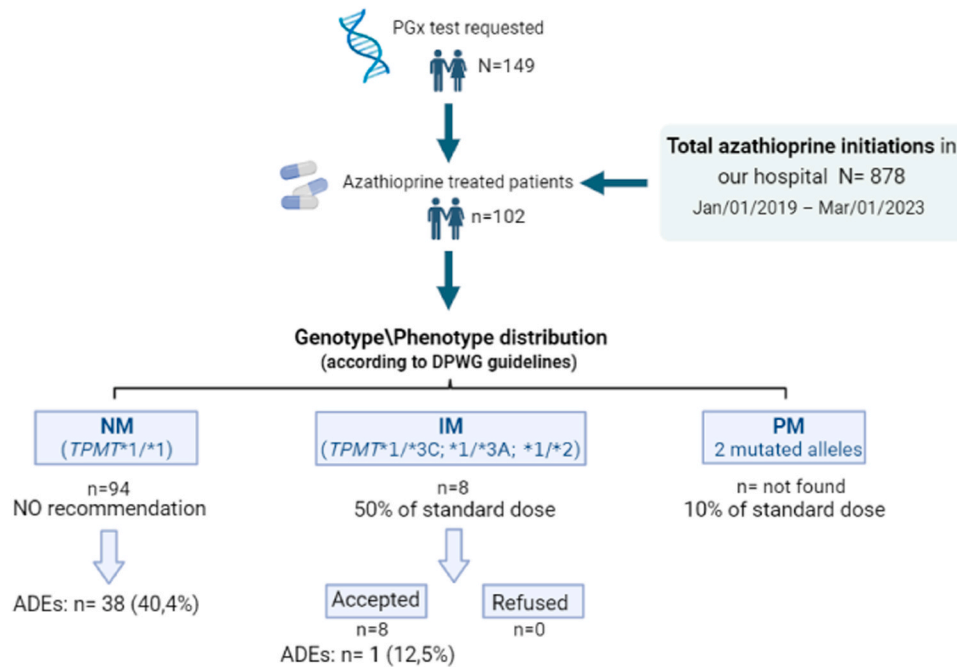 PGx test requested
N=149
Total azathioprine initiations in
our hospital N= 878
Jan/01/2019 – Mar/01/2023
Azathioprine treated patients
n=102
Genotype\Phenotype distribution
(according to DPWG guidelines)
NM
(TPMT*1/*1)
n=94
NO recommendation
ADEs: n= 38 (40,4%)
IM
(TPMT*1/*3C; *1/*3A; *1/*2)
n=8
50% of standard dose
Accepted
n=8
ADEs: n= 1 (12,5%)
Refused
n=0
PM
2 mutated alleles
n= not found
10% of standard dose